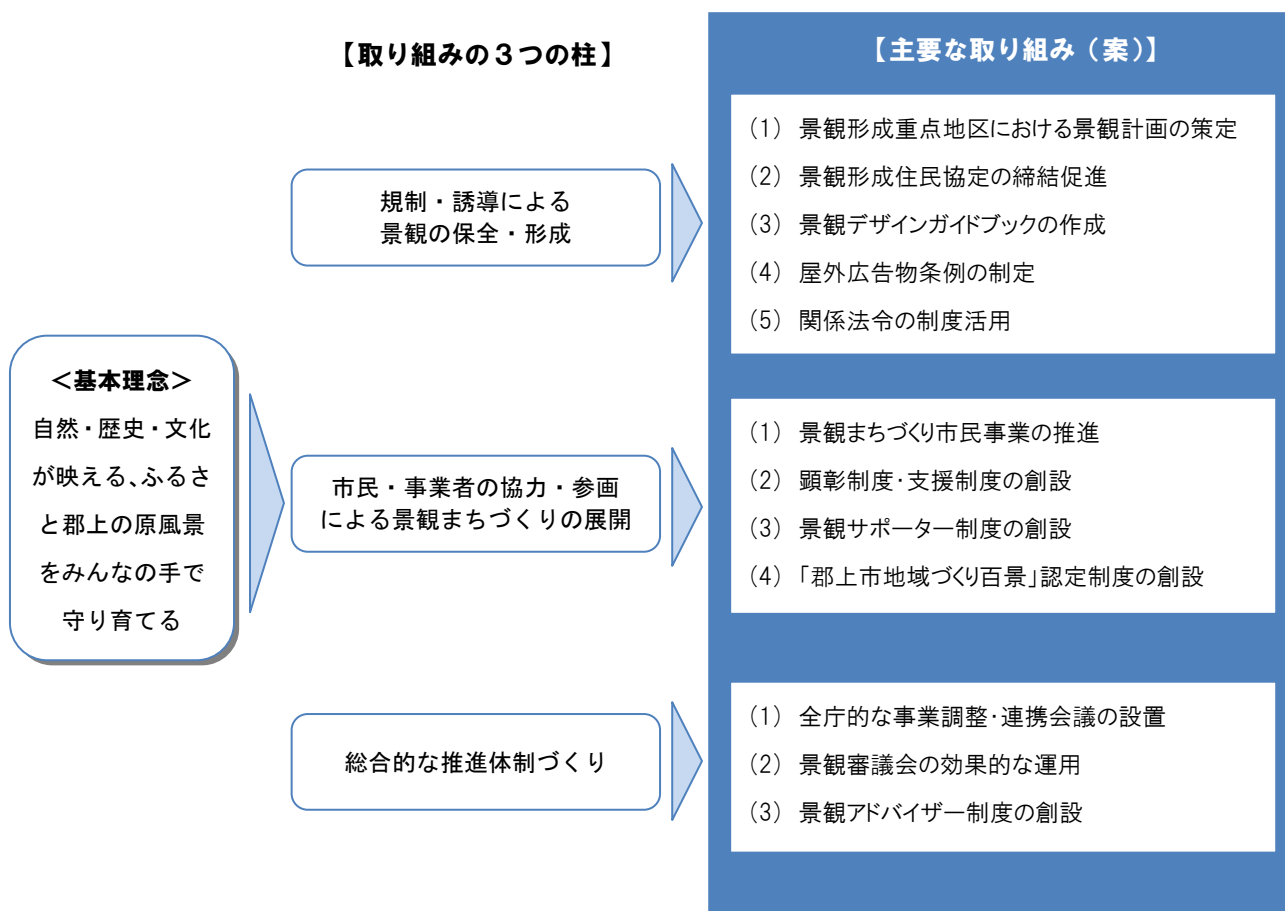 【取り組みの３つの柱】
【主要な取り組み（案）】
規制・誘導による
景観の保全・形成
(1) 景観形成重点地区における景観計画の策定
(2) 景観形成住民協定の締結促進
(3) 景観デザインガイドブックの作成
(4) 屋外広告物条例の制定
(5) 関係法令の制度活用
＜基本理念＞
自然・歴史・文化
が映える、ふるさ
と郡上の原風景
をみんなの手で
守り育てる
市民・事業者の協力・参画
による景観まちづくりの展開
(1) 景観まちづくり市民事業の推進
(2) 顕彰制度・支援制度の創設
(3) 景観サポーター制度の創設
(4) 「郡上市地域づくり百景」認定制度の創設
総合的な推進体制づくり
(1) 全庁的な事業調整・連携会議の設置
(2) 景観審議会の効果的な運用
(3) 景観アドバイザー制度の創設